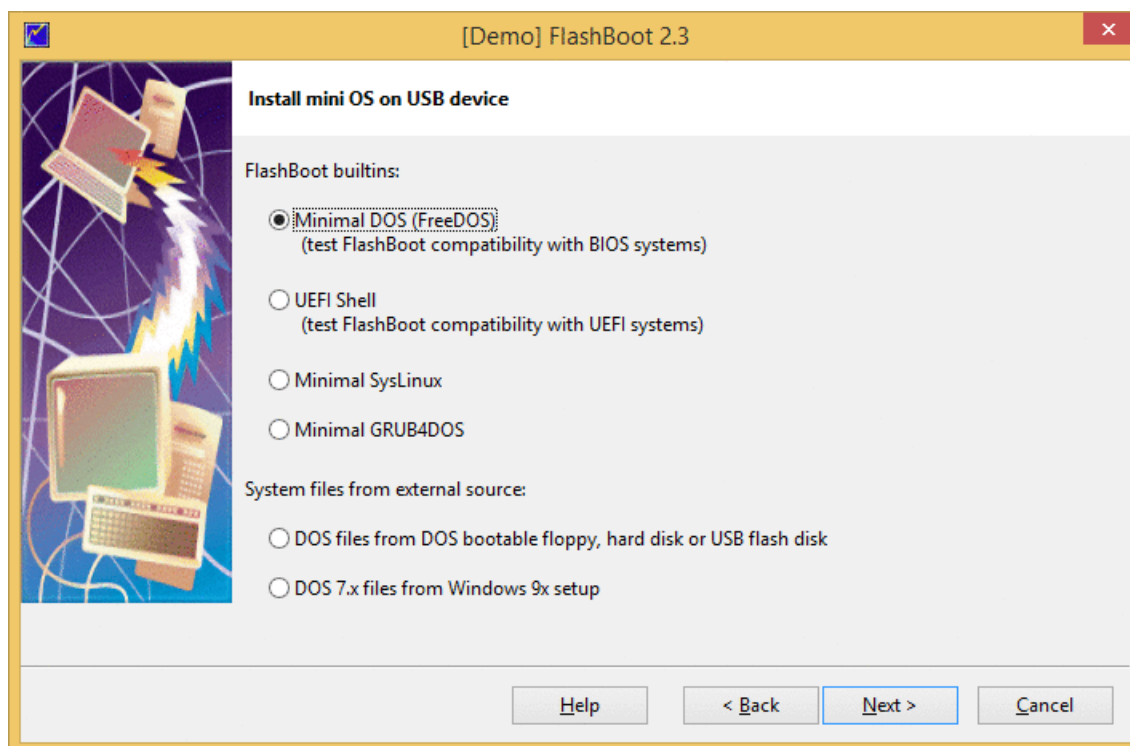 [Demo] FlashBoot 2.3
Install mini OS on USB device
FlashBoot builtins:
Minimal DOS (FreeDOS)
(test FlashBoot compatibility with BIOS systems)
UEFI Shell
(test FlashBoot compatibility with UEFI systems)
Minimal SysLinux
Minimal GRUB4DOS
System files from external source:
DOS files from DOS bootable floppy, hard disk or USB flash disk
DOS 7.x files from Windows 9x setup
Help
< Back
Next >
Cancel